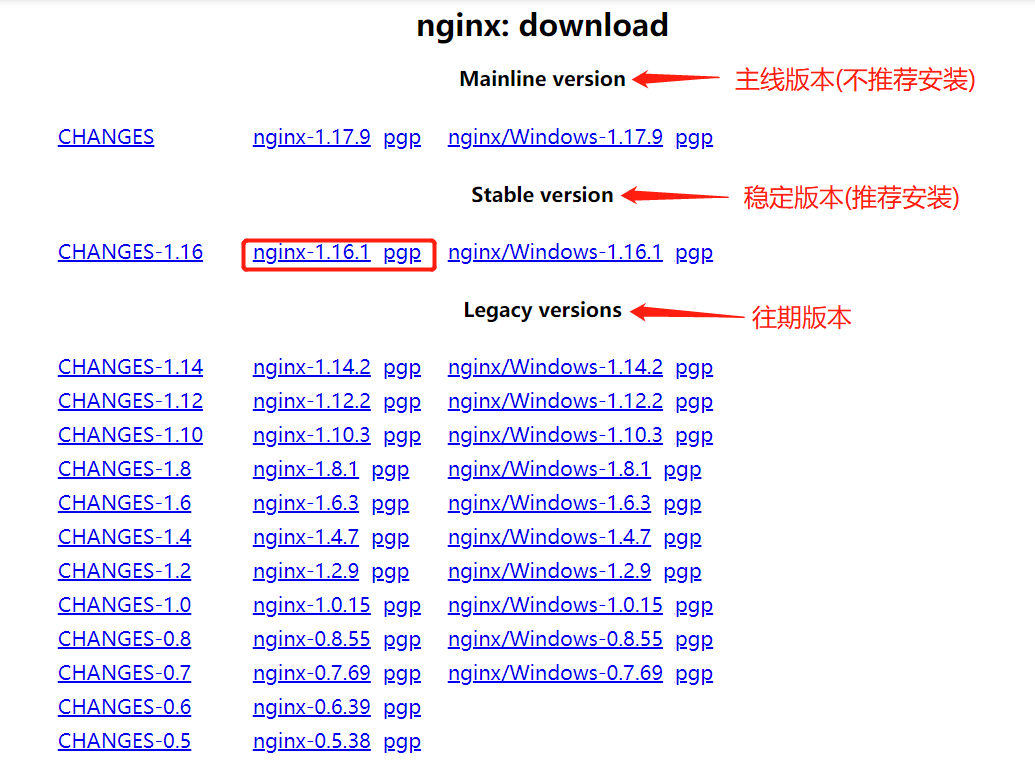 nginx: download
Mainline version 主线版本(不推荐安装)
CHANGES nginx-1.17.9 pgp nginx/Windows-1.17.9 pgp
Stable version 稳定版本(推荐安装)
CHANGES-1.16 nginx-1.16.1 pgp nginx/Windows-1.16.1 pgp
Legacy versions 往期版本
CHANGES-1.14 nginx-1.14.2 pgp nginx/Windows-1.14.2 pgp
CHANGES-1.12 nginx-1.12.2 pgp nginx/Windows-1.12.2 pgp
CHANGES-1.10 nginx-1.10.3 pgp nginx/Windows-1.10.3 pgp
CHANGES-1.8 nginx-1.8.1 pgp nginx/Windows-1.8.1 pgp
CHANGES-1.6 nginx-1.6.3 pgp nginx/Windows-1.6.3 pgp
CHANGES-1.4 nginx-1.4.7 pgp nginx/Windows-1.4.7 pgp
CHANGES-1.2 nginx-1.2.9 pgp nginx/Windows-1.2.9 pgp
CHANGES-1.0 nginx-1.0.15 pgp nginx/Windows-1.0.15 pgp
CHANGES-0.8 nginx-0.8.55 pgp nginx/Windows-0.8.55 pgp
CHANGES-0.7 nginx-0.7.69 pgp nginx/Windows-0.7.69 pgp
CHANGES-0.6 nginx-0.6.39 pgp
CHANGES-0.5 nginx-0.5.38 pgp